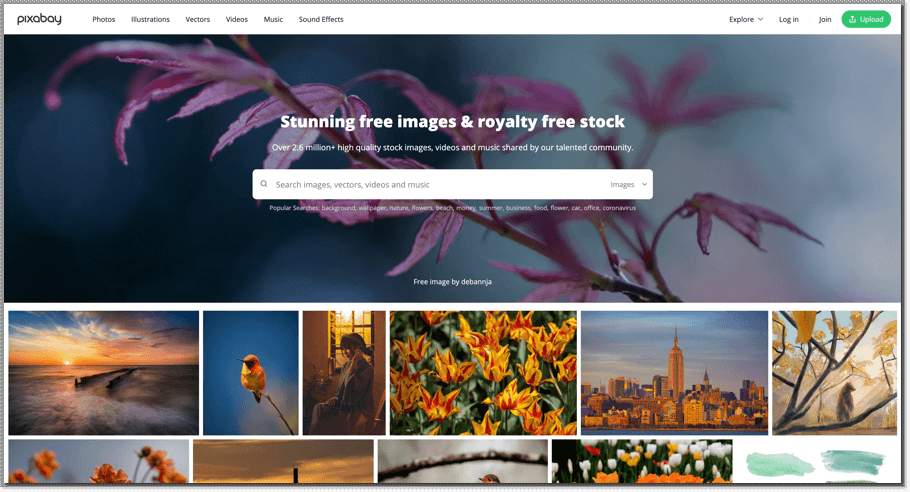 pixabay Photos Illustrations Vectors Videos Music Sound Effects Explore Log in Join Upload
Stunning free images & royalty free stock
Over 2.6 million+ high quality stock images, videos and music shared by our talented community.
Search images, vectors, videos and music Images
Popular Searches: background, wallpaper, nature, flowers, beach, money, summer, business, food, flower, car, office, coronavirus
Free image by debannja